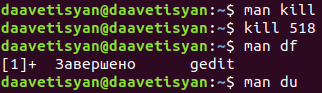 daavetisyan@daavetisyan:~$ man kill
daavetisyan@daavetisyan:~$ kill 518
daavetisyan@daavetisyan:~$ man df
[1]+  Завершено      gedit
daavetisyan@daavetisyan:~$ man du